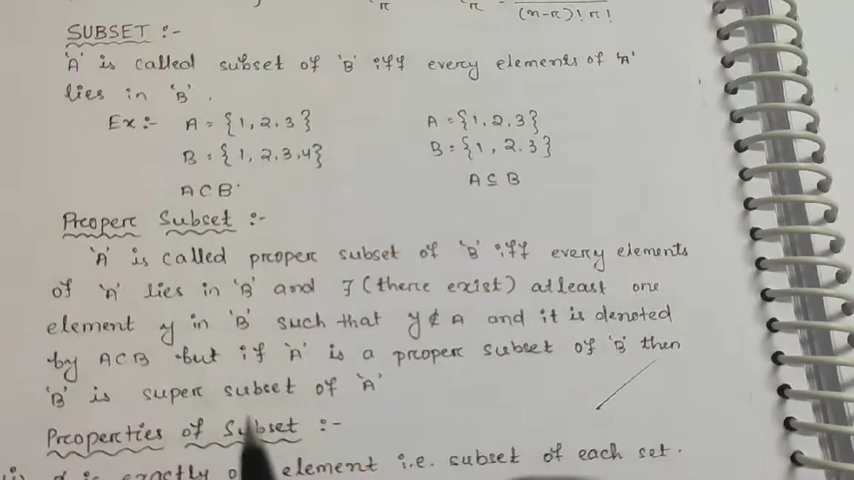 (n-r)! r!
SUBSET :-
'A' is called subset of 'B' iff every elements of 'A'
lies in 'B'.
Ex:- A = {1, 2. 3} A = {1, 2. 3}
B = {1, 2. 3. 4} B = {1, 2. 3}
A ⊂ B A ⊆ B
Proper Subset :-
'A' is called proper subset of 'B' iff every elements
of 'A' lies in 'B' and ∃ (there exist) atleast one
element y in 'B' such that y ∉ A and it is denoted
by A ⊂ B but if 'A' is a proper subset of 'B' then
'B' is super subset of 'A'
Properties of Subset :-
is exactly element i.e. subset of each set.